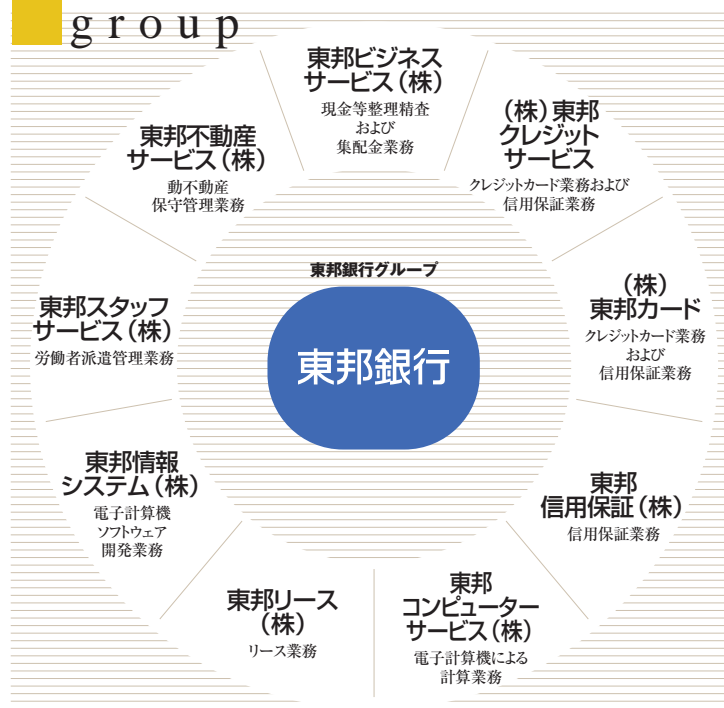 group
東邦ビジネス
サービス(株)
現金等整理精査
および
集配金業務
(株)東邦
クレジット
サービス
クレジットカード業務および
信用保証業務
(株)
東邦カード
クレジットカード業務
および
信用保証業務
東邦
信用保証(株)
信用保証業務
東邦
コンピューター
サービス(株)
電子計算機による
計算業務
東邦リース
(株)
リース業務
東邦情報
システム(株)
電子計算機
ソフトウェア
開発業務
東邦スタッフ
サービス(株)
労働者派遣管理業務
東邦不動産
サービス(株)
動不動産
保守管理業務
東邦銀行グループ
東邦銀行